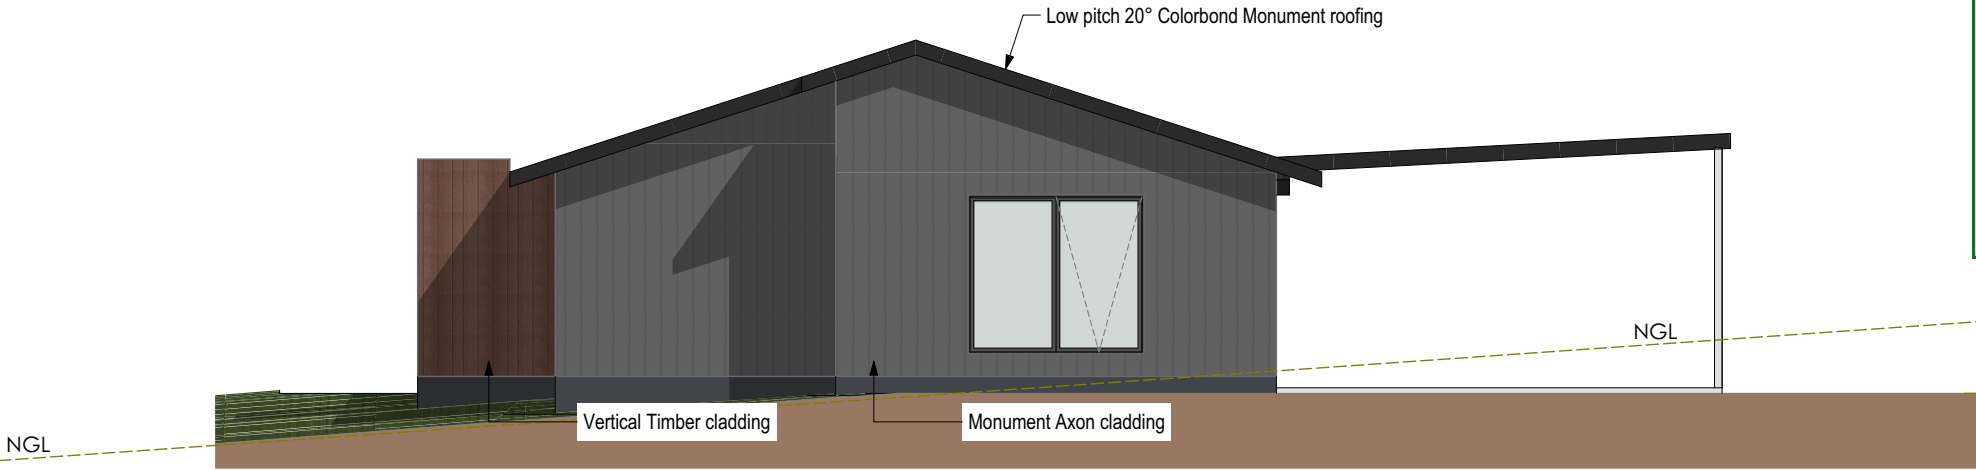 Low pitch 20° Colorbond Monument roofing
NGL
Vertical Timber cladding
Monument Axon cladding
NGL